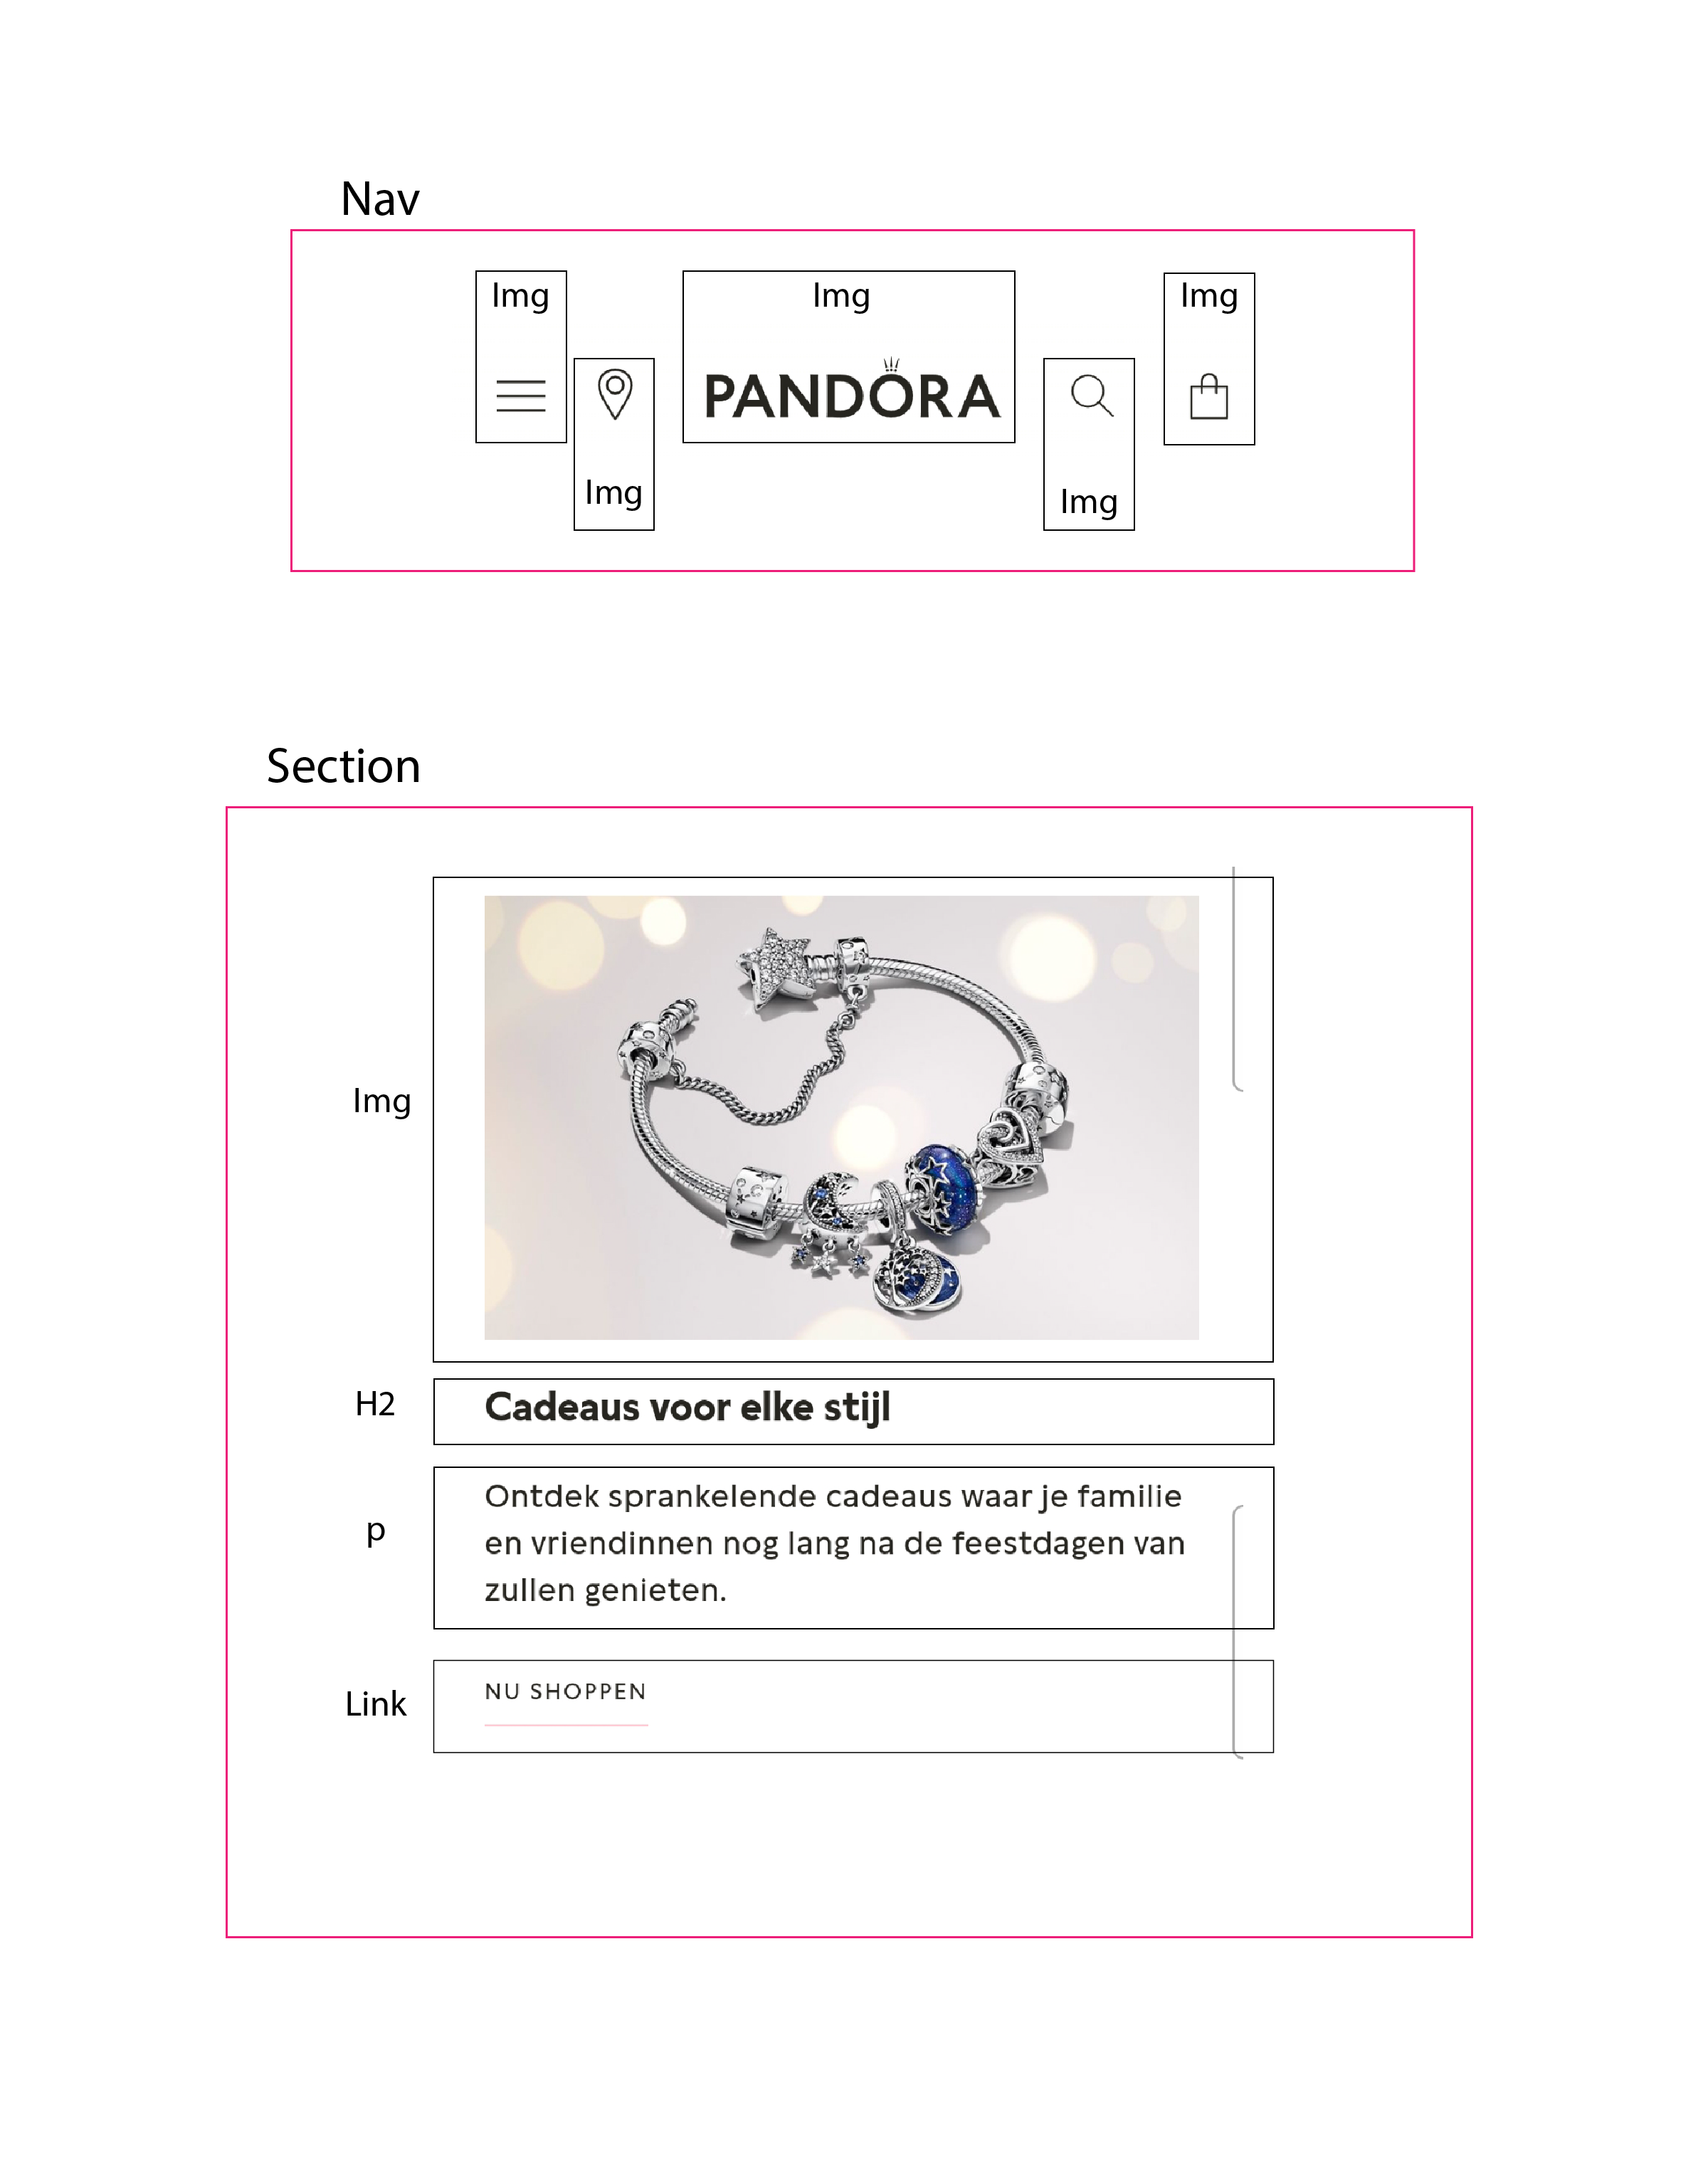 Nav
Img
Img
Img
PANDORA
Img
Img
Section
Img
H2
Cadeaus voor elke stijl
p
Ontdek sprankelende cadeaus waar je familie
en vriendinnen nog lang na de feestdagen van
zullen genieten.
Link
NU SHOPPEN